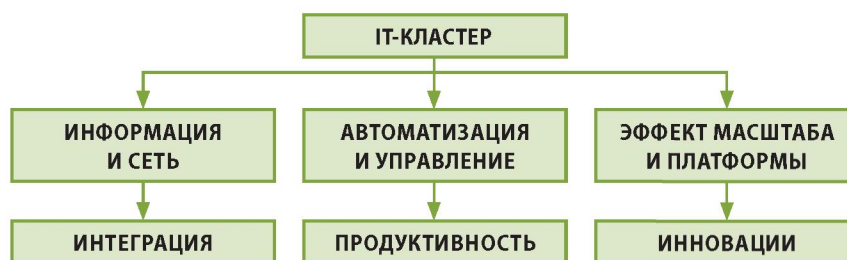 IT-КЛАСТЕР
ИНФОРМАЦИЯ
И СЕТЬ
АВТОМАТИЗАЦИЯ
И УПРАВЛЕНИЕ
ЭФФЕКТ МАСШТАБА
И ПЛАТФОРМЫ
ИНТЕГРАЦИЯ
ПРОДУКТИВНОСТЬ
ИННОВАЦИИ